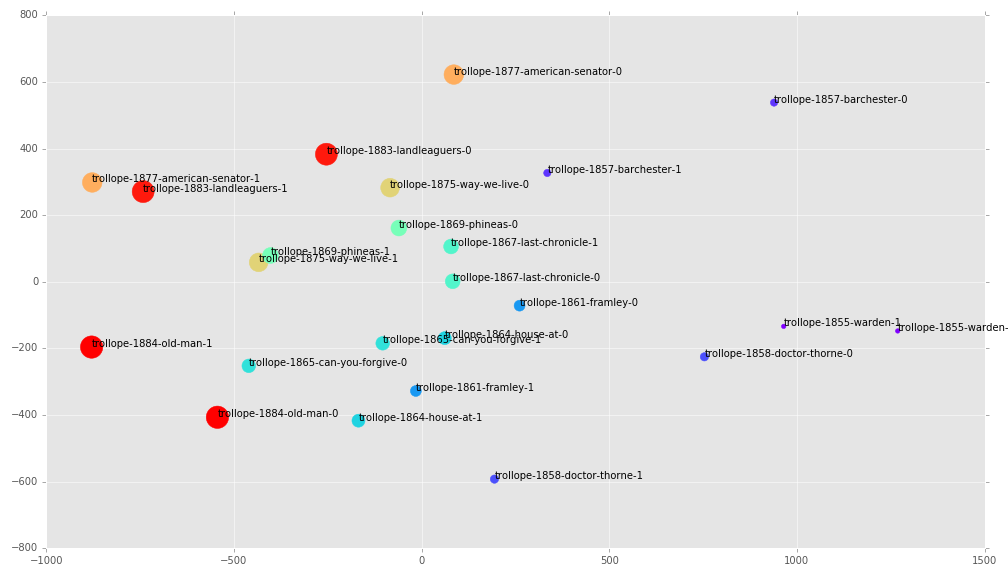 800
600
400
200
0
−200
−400
−600
−800
−1000
−500
0
500
1000
1500
trollope-1877-american-senator-0
trollope-1857-barchester-0
trollope-1883-landleaguers-0
trollope-1857-barchester-1
trollope-1877-american-senator-1
trollope-1883-landleaguers-1
trollope-1875-way-we-live-0
trollope-1869-phineas-0
trollope-1867-last-chronicle-1
trollope-1869-phineas-1
trollope-1875-way-we-live-1
trollope-1867-last-chronicle-0
trollope-1861-framley-0
trollope-1855-warden-1
trollope-1855-warden-
trollope-1864-house-at-0
trollope-1865-can-you-forgive-1
trollope-1884-old-man-1
trollope-1858-doctor-thorne-0
trollope-1865-can-you-forgive-0
trollope-1861-framley-1
trollope-1884-old-man-0
trollope-1864-house-at-1
trollope-1858-doctor-thorne-1